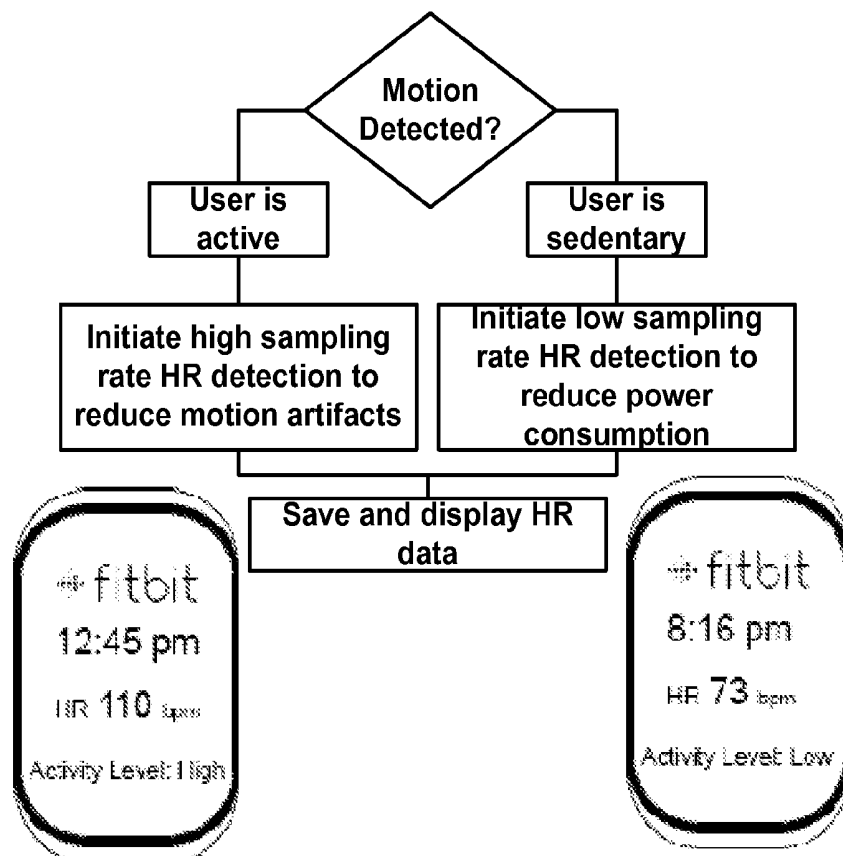 Motion
Detected?
User is
active
User is
sedentary
Initiate high sampling
rate HR detection to
reduce motion artifacts
Initiate low sampling
rate HR detection to
reduce power
consumption
Save and display HR
data
fitbit
12:45 pm
HR 110 bpm
Activity Level: High
fitbit
8:16 pm
HR 73 bpm
Activity Level: Low